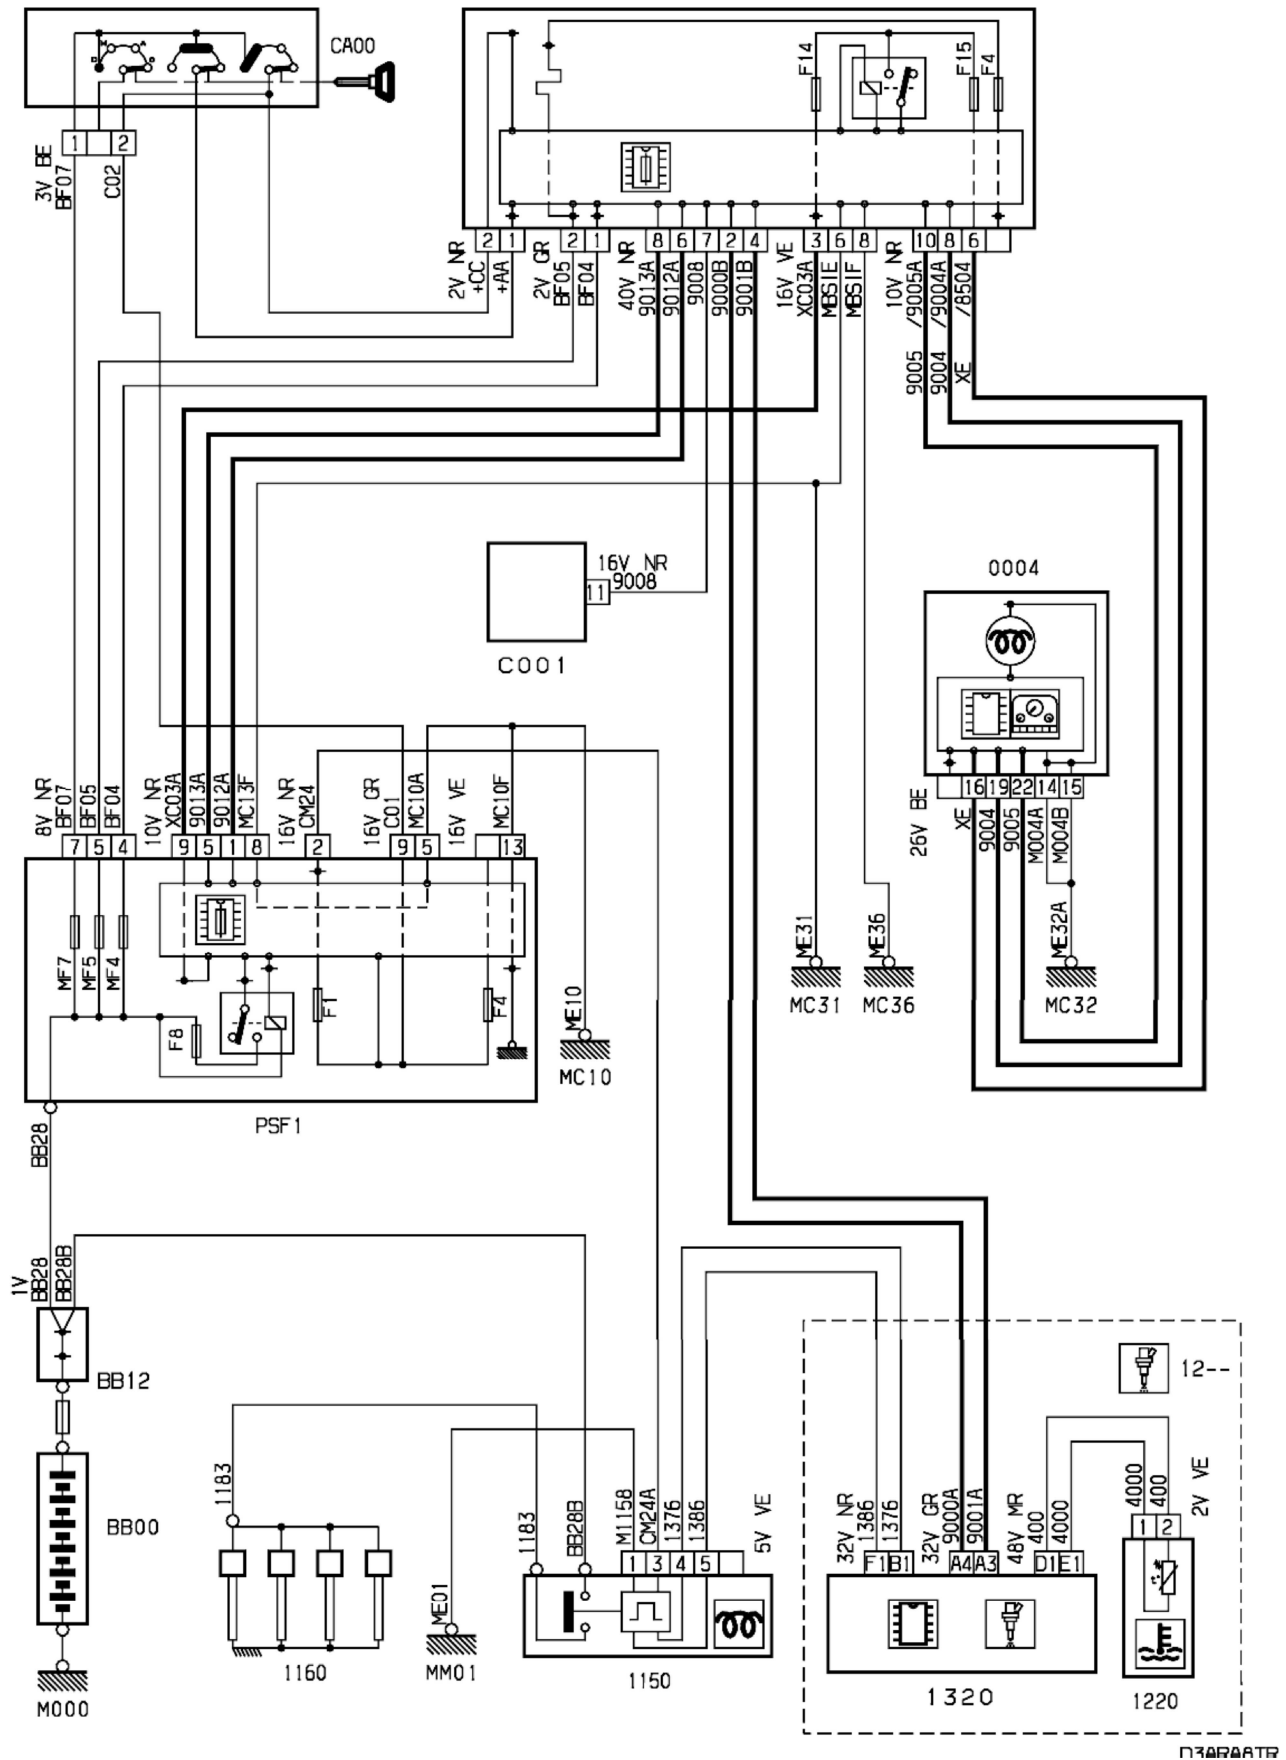 CA00
M A
D
1 2
3V BE
BF07
C02
F14
F15
F4
2 1 2 1 8 6 7 2 4 3 6 8 10 8 6
2V NR
+CC
+AA
2V GR
BF05
BF04
40V NR
9013A
9012A
9008
9000B
9001B
16V VE
XC03A
MBSIE
MBSIF
10V NR
9005 /9005A
9004 /9004A
XE /8504
16V NR
9008
11
C001
0004
16 19 22 14 15
26V BE
XE
9004
9005
M004A
M004B
ME32A
MC32
8V NR
BF07
BF05
BF04
10V NR
XC03A
9013A
9012A
MC13F
16V NR
CM24
16V GR
C01
MC10A
16V VE
MC10F
7 5 4 9 5 1 8 2 9 5 13
MF7
MF5
MF4
F8
F1
F4
ME10
MC10
ME31
MC31
ME36
MC36
PSF1
BB28
1V
BB28
BB28B
BB12
BB00
M000
1183
1160
ME01
MM01
1183
BB28B
M1158
CM24A
1376
1386
5V VE
1 3 4 5
1150
12--
32V NR
1386
1376
32V GR
9000A
9001A
48V MR
400
4000
F1 B1 A4 A3 D1 E1
1320
4000
400
2V VE
1 2
1220
D3ARA8TR